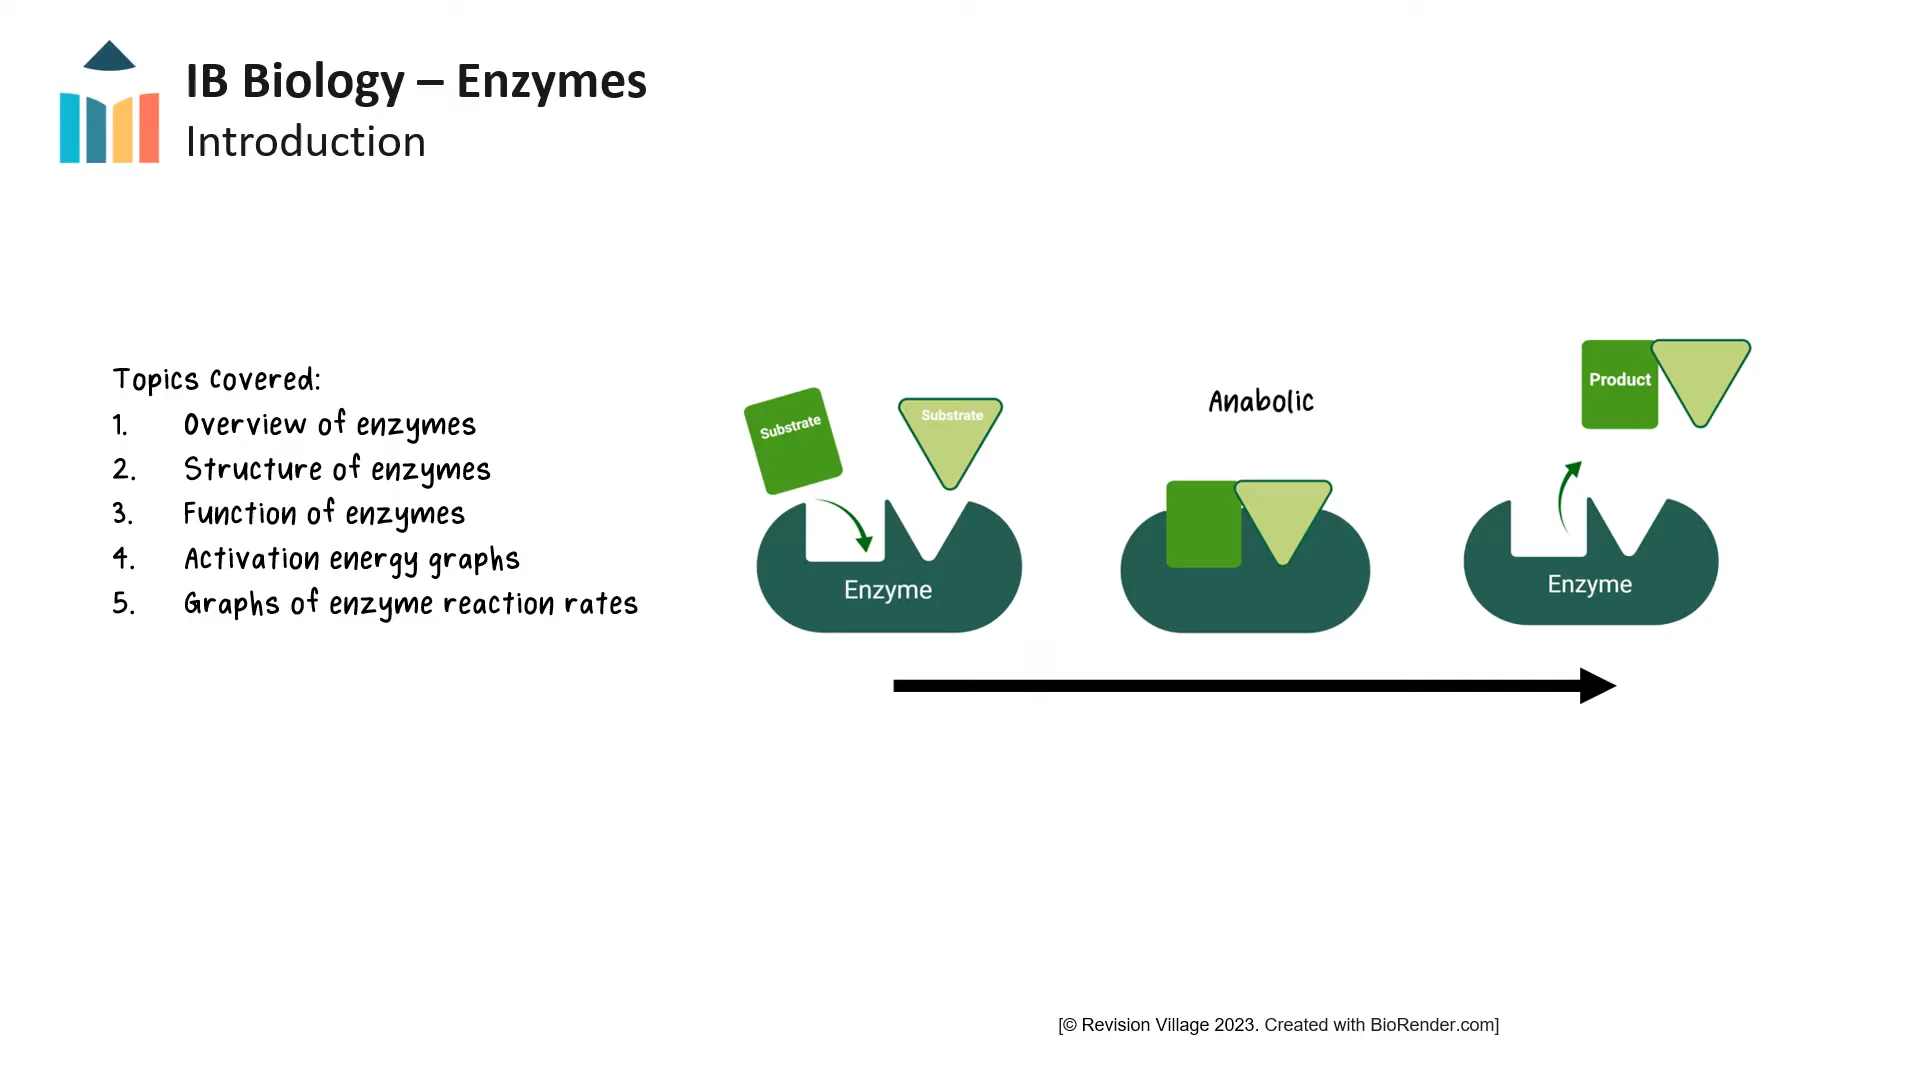 IB Biology – Enzymes
Introduction
Topics covered:
1. Overview of enzymes
2. Structure of enzymes
3. Function of enzymes
4. Activation energy graphs
5. Graphs of enzyme reaction rates
Substrate
Substrate
Enzyme
Anabolic
Product
Enzyme
[© Revision Village 2023. Created with BioRender.com]